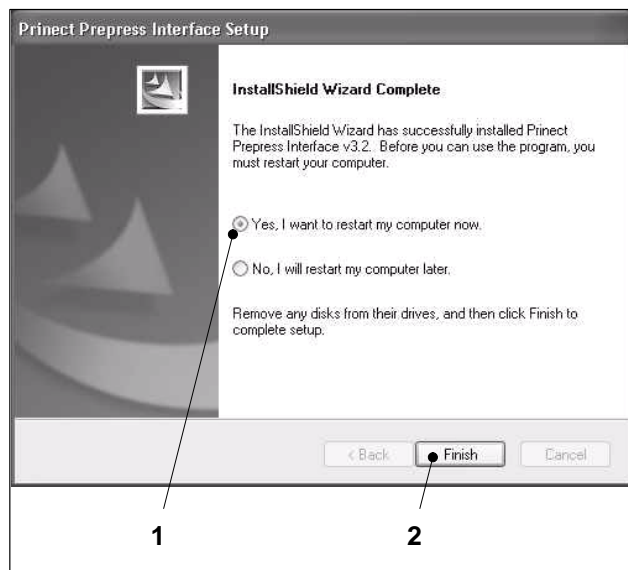 Prinect Prepress Interface Setup
InstallShield Wizard Complete
The InstallShield Wizard has successfully installed Prinect
Prepress Interface v3.2. Before you can use the program, you
must restart your computer.
Yes, I want to restart my computer now.
No, I will restart my computer later.
Remove any disks from their drives, and then click Finish to
complete setup.
< Back Finish Cancel
1 2